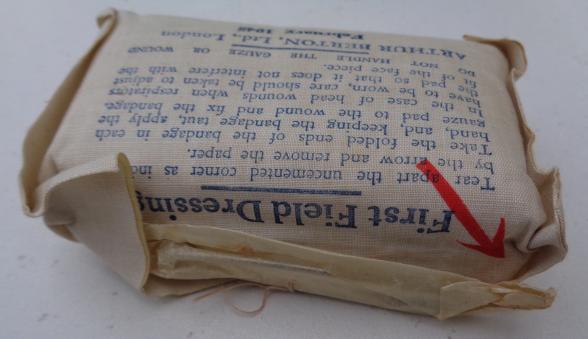 First Field Dressing
Tear apart the uncemented corner as ind
by the arrow and remove the paper.
Take the folded ends of the bandage in each
hand, and, keeping the bandage taut, apply the
gauze pad to the wound and fix the bandage.
In the case of head wounds when respirators
have to be worn, care should be taken to adjust
the pad so that it does not interfere with the
fit of the face piece.
DO NOT HANDLE THE GAUZE OR WOUND
ARTHUR BERTON, Ltd., London
February